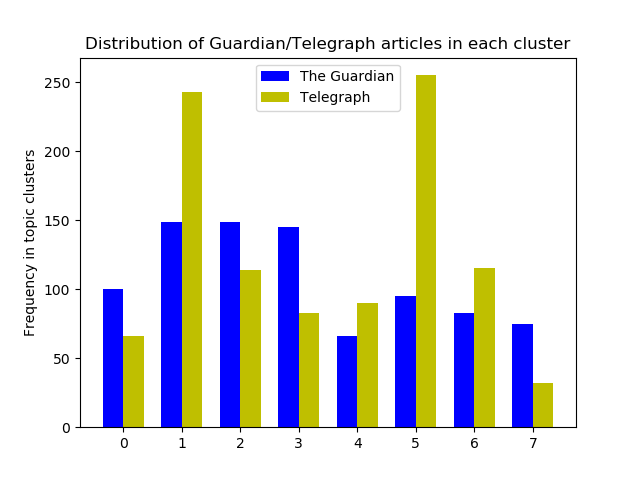 Distribution of Guardian/Telegraph articles in each cluster
The Guardian
Telegraph
Frequency in topic clusters
250
200
150
100
50
0
0 1 2 3 4 5 6 7